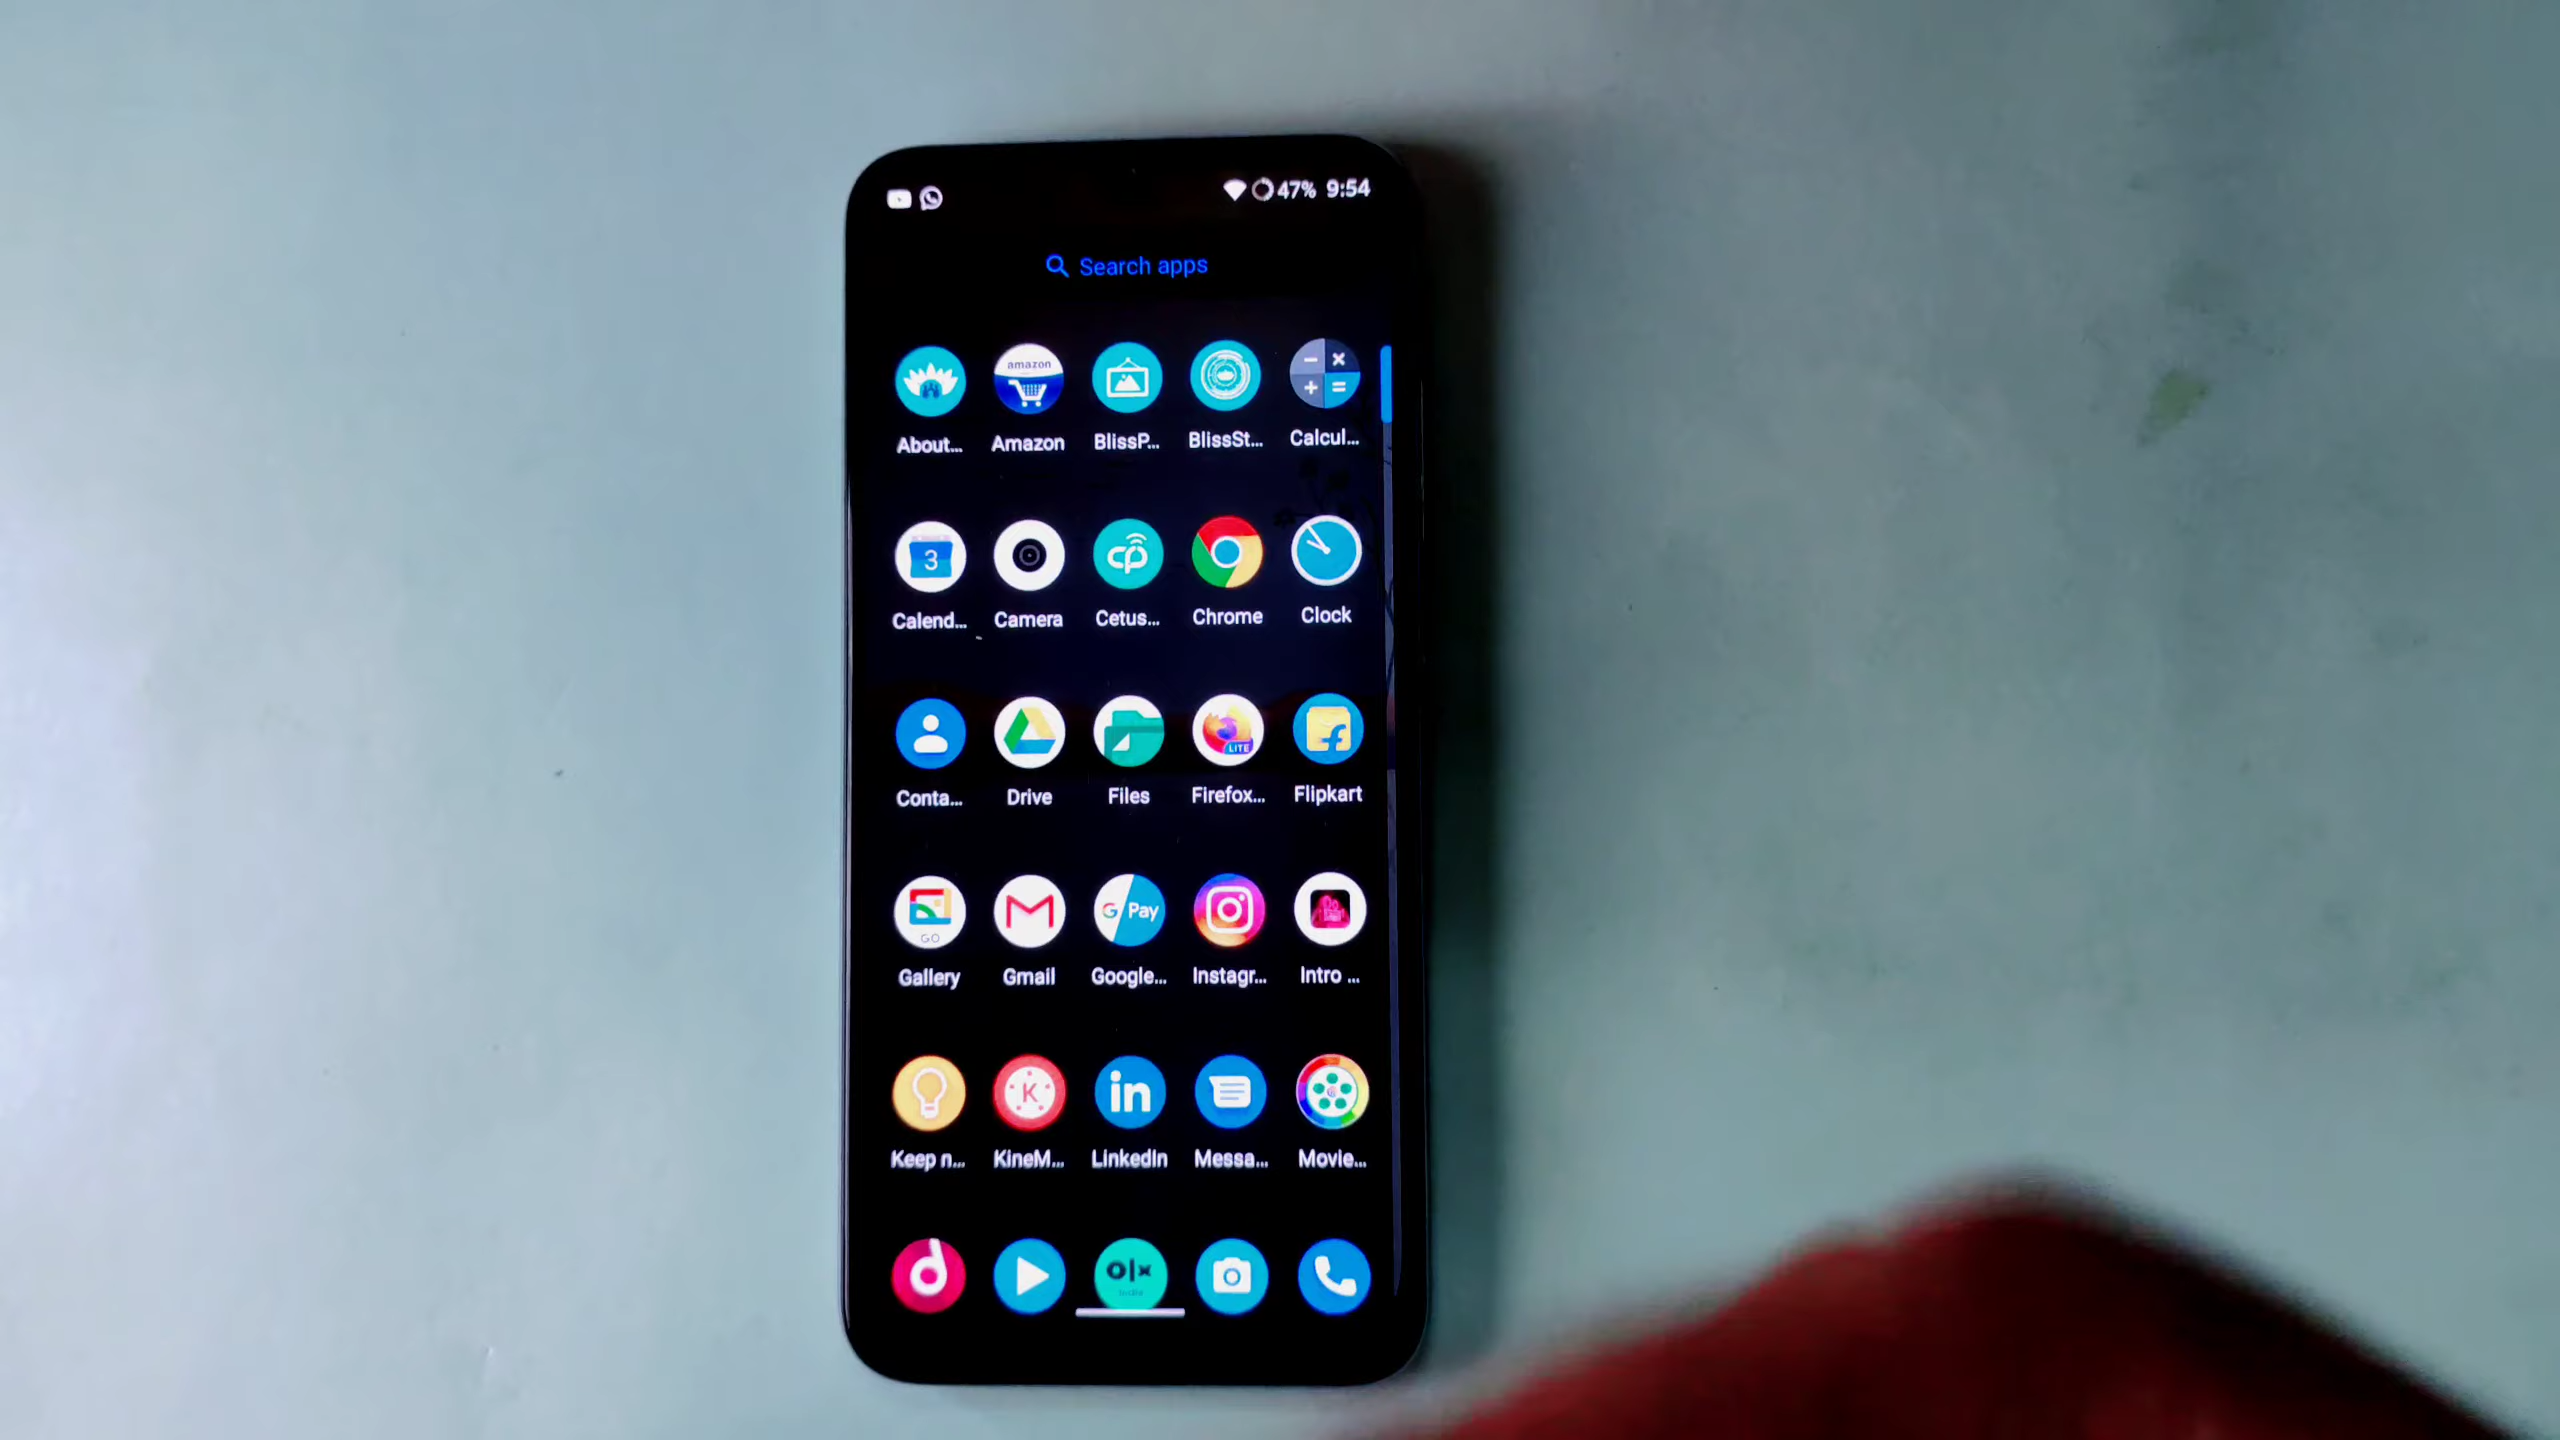 47% 9:54
Search apps
amazon
About... Amazon BlissP... BlissSt... Calcul...
3
Calend... Camera Cetus... Chrome Clock
LITE
Conta... Drive Files Firefox... Flipkart
GO
G Pay
Gallery Gmail Google... Instagr... Intro ...
K
in
Keep n... KineM... LinkedIn Messa... Movie...
olx